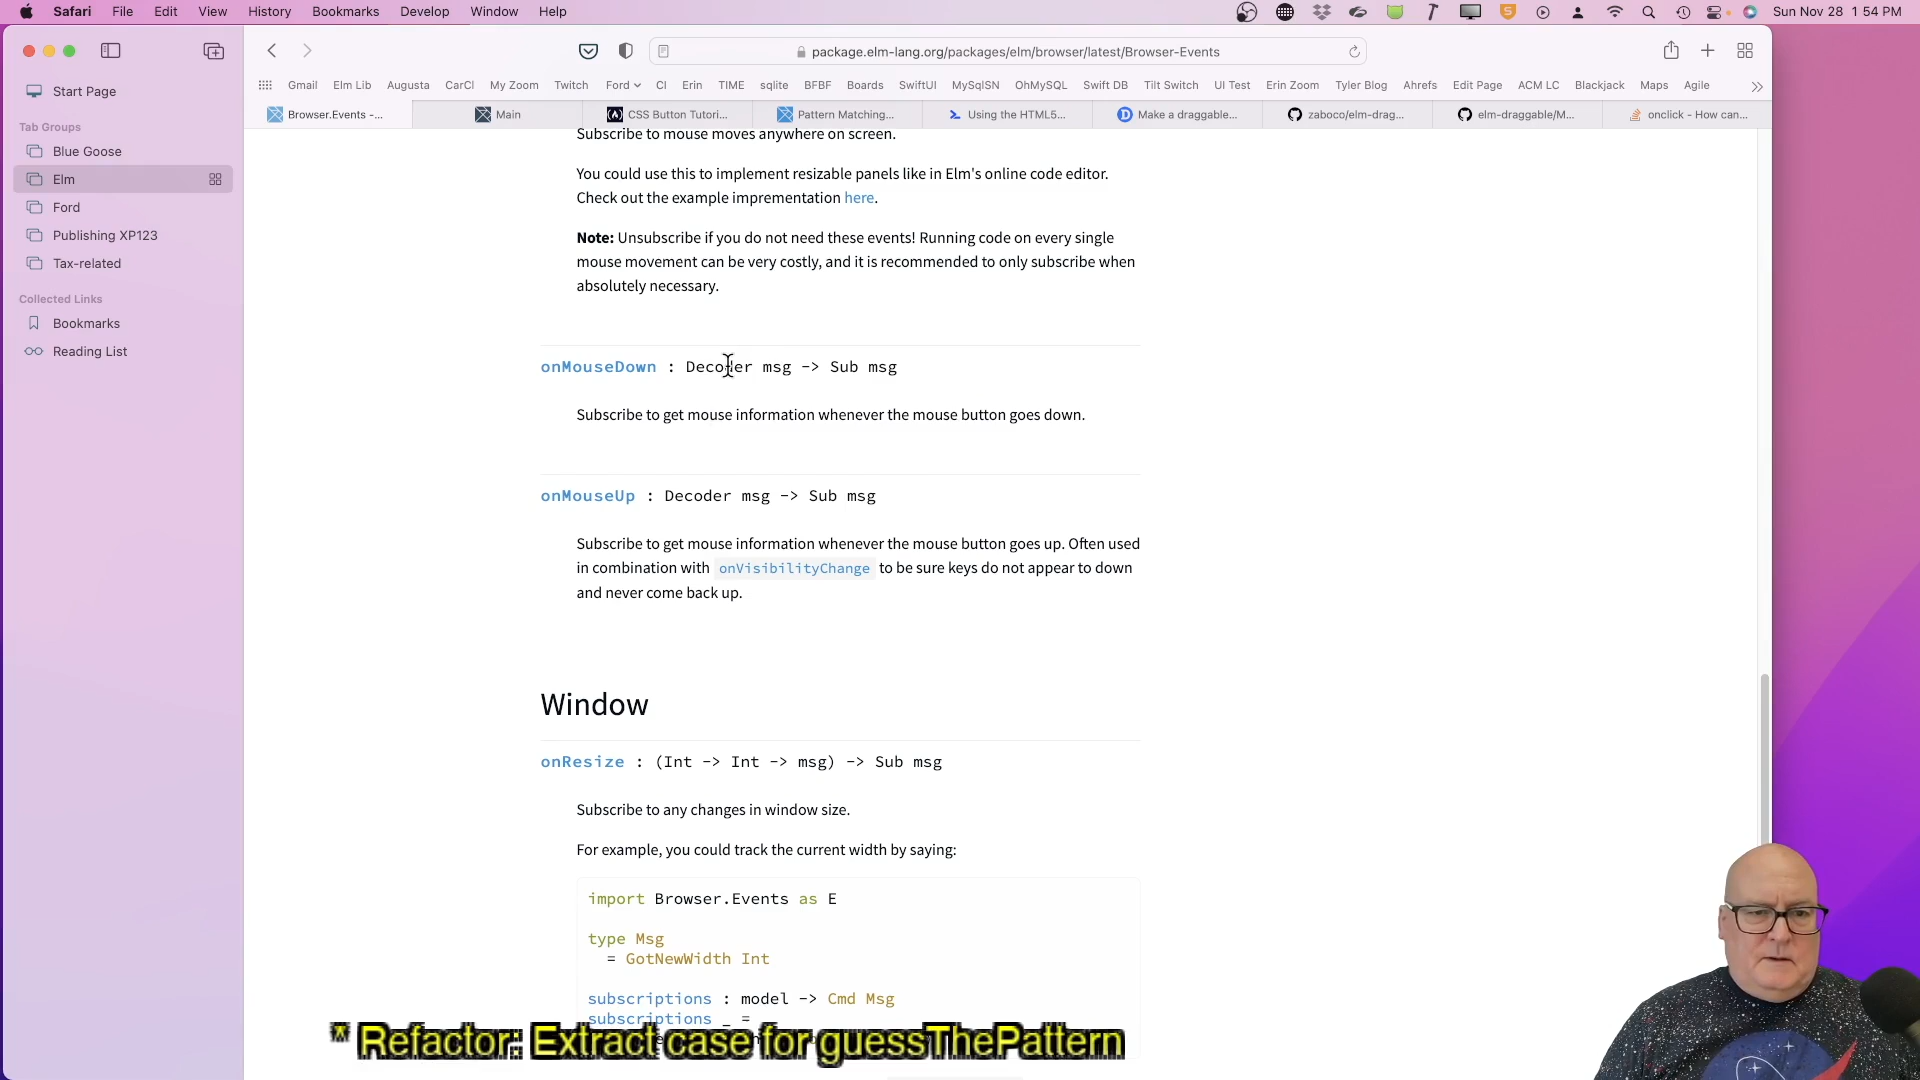 Safari File Edit View History Bookmarks Develop Window Help Sun Nov 28 1 54 PM
package.elm-lang.org/packages/elm/browser/latest/Browser-Events
Gmail Elm Lib Augusta CarCl My Zoom Twitch Ford CI Erin TIME sqlite BFBF Boards SwiftUI MySqlSN OhMySQL Swift DB Tilt Switch UI Test Erin Zoom Tyler Blog Ahrefs Edit Page ACM LC Blackjack Maps Agile
Browser.Events -... Main CSS Button Tutori... Pattern Matching... Using the HTML5... Make a draggable... zaboco/elm-drag... elm-draggable/M... onclick - How can...
Start Page
Tab Groups
Blue Goose
Elm
Ford
Publishing XP123
Tax-related
Collected Links
Bookmarks
Reading List
Subscribe to mouse moves anywhere on screen.
You could use this to implement resizable panels like in Elm's online code editor.
Check out the example imprementation here.
Note: Unsubscribe if you do not need these events! Running code on every single
mouse movement can be very costly, and it is recommended to only subscribe when
absolutely necessary.
onMouseDown : Decoder msg -> Sub msg
Subscribe to get mouse information whenever the mouse button goes down.
onMouseUp : Decoder msg -> Sub msg
Subscribe to get mouse information whenever the mouse button goes up. Often used
in combination with onVisibilityChange to be sure keys do not appear to down
and never come back up.
Window
onResize : (Int -> Int -> msg) -> Sub msg
Subscribe to any changes in window size.
For example, you could track the current width by saying:
import Browser.Events as E
type Msg
= GotNewWidth Int
subscriptions : model -> Cmd Msg
subscriptions _ =
* Refactor: Extract case for guessThePattern